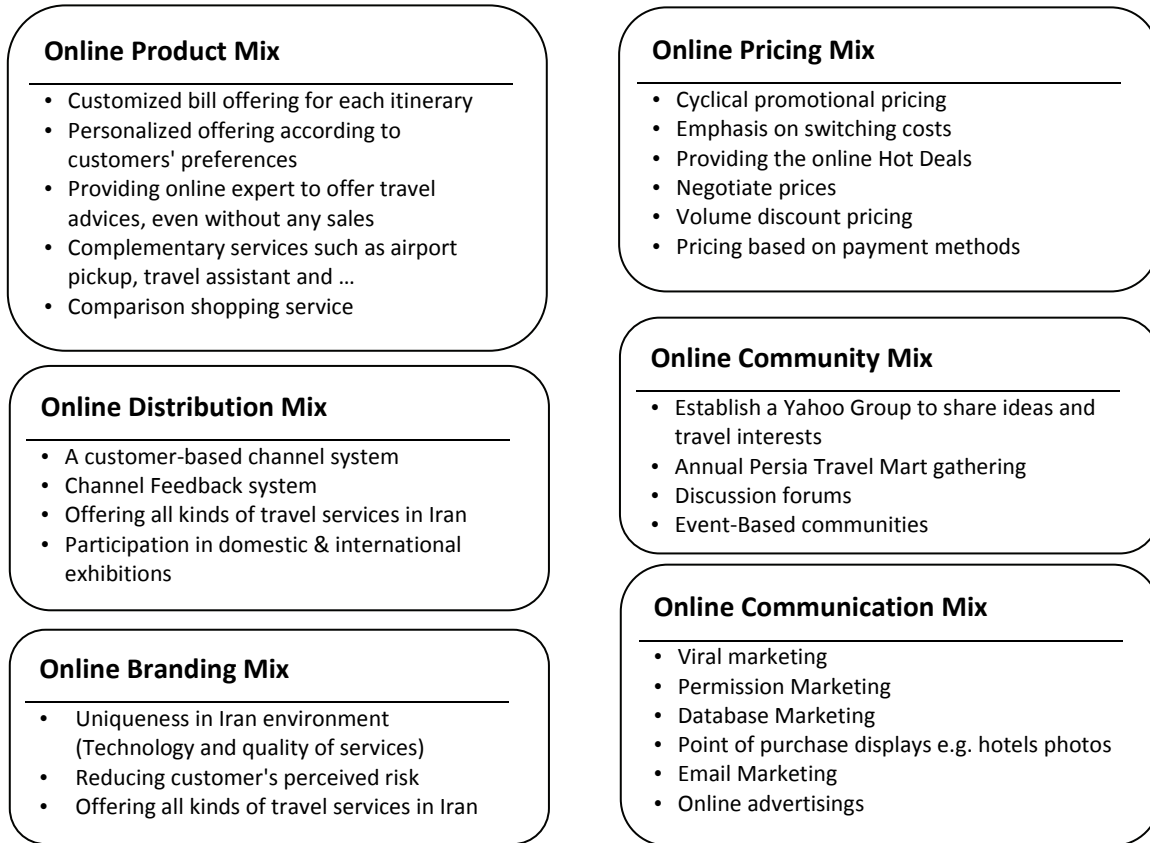 Online Product Mix
• Customized bill offering for each itinerary
• Personalized offering according to
customers' preferences
• Providing online expert to offer travel
advices, even without any sales
• Complementary services such as airport
pickup, travel assistant and …
• Comparison shopping service
Online Distribution Mix
• A customer-based channel system
• Channel Feedback system
• Offering all kinds of travel services in Iran
• Participation in domestic & international
exhibitions
Online Branding Mix
• Uniqueness in Iran environment
(Technology and quality of services)
• Reducing customer's perceived risk
• Offering all kinds of travel services in Iran
Online Pricing Mix
• Cyclical promotional pricing
• Emphasis on switching costs
• Providing the online Hot Deals
• Negotiate prices
• Volume discount pricing
• Pricing based on payment methods
Online Community Mix
• Establish a Yahoo Group to share ideas and
travel interests
• Annual Persia Travel Mart gathering
• Discussion forums
• Event-Based communities
Online Communication Mix
• Viral marketing
• Permission Marketing
• Database Marketing
• Point of purchase displays e.g. hotels photos
• Email Marketing
• Online advertisings